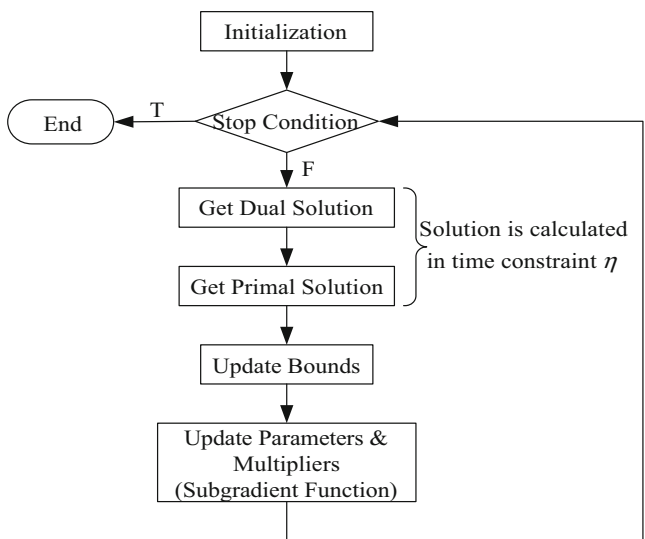 Initialization
T
End
Stop Condition
F
Get Dual Solution
Solution is calculated
in time constraint η
Get Primal Solution
Update Bounds
Update Parameters &
Multipliers
(Subgradient Function)